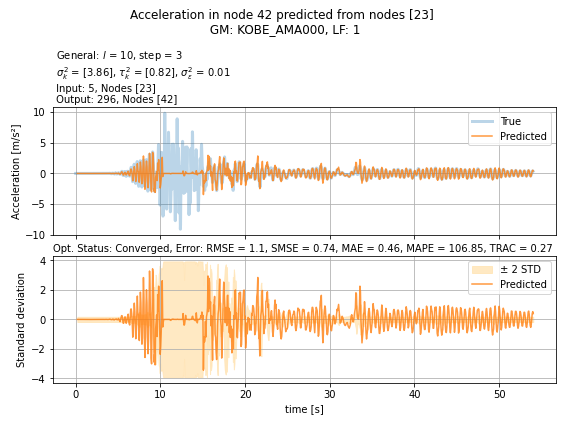 Acceleration in node 42 predicted from nodes [23]
GM: KOBE_AMA000, LF: 1
General: l = 10, step = 3
σ²ₖ = [3.86], τ²ₖ = [0.82], σ²ε = 0.01
Input: 5, Nodes [23]
Output: 296, Nodes [42]
Acceleration [m/s²]
10
5
0
−5
−10
True
Predicted
Opt. Status: Converged, Error: RMSE = 1.1, SMSE = 0.74, MAE = 0.46, MAPE = 106.85, TRAC = 0.27
Standard deviation
4
2
0
−2
−4
± 2 STD
Predicted
0 10 20 30 40 50
time [s]